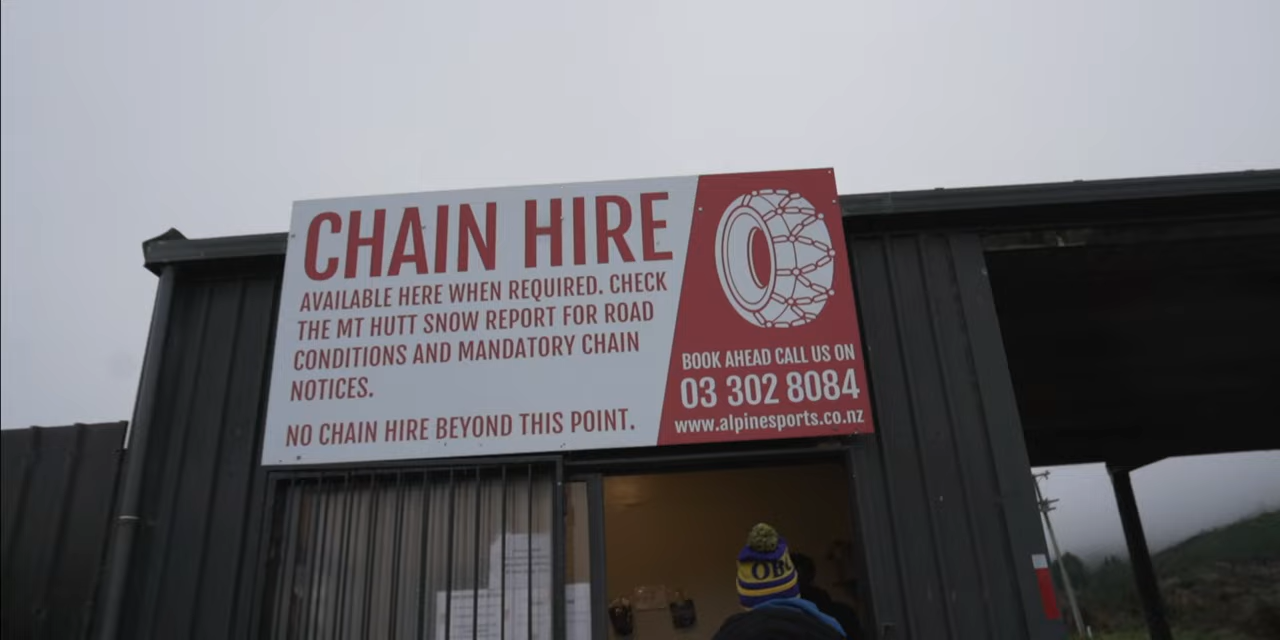 CHAIN HIRE
AVAILABLE HERE WHEN REQUIRED. CHECK
THE MT HUTT SNOW REPORT FOR ROAD
CONDITIONS AND MANDATORY CHAIN
NOTICES.
NO CHAIN HIRE BEYOND THIS POINT.
BOOK AHEAD CALL US ON
03 302 8084
www.alpinesports.co.nz